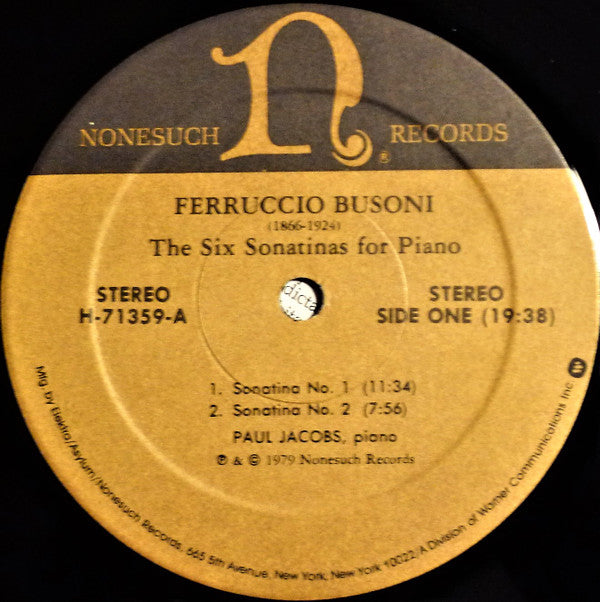 n
NONESUCH RECORDS
®
FERRUCCIO BUSONI
(1866-1924)
The Six Sonatinas for Piano
STEREO
H-71359-A
STEREO
SIDE ONE (19:38)
dicta
1. Sonatina No. 1 (11:34)
2. Sonatina No. 2 (7:56)
PAUL JACOBS, piano
℗ & © 1979 Nonesuch Records
Mfg. by Elektra/Asylum/Nonesuch Records, 665 5th Avenue, New York, New York 10022/A Division of Warner Communications Inc.